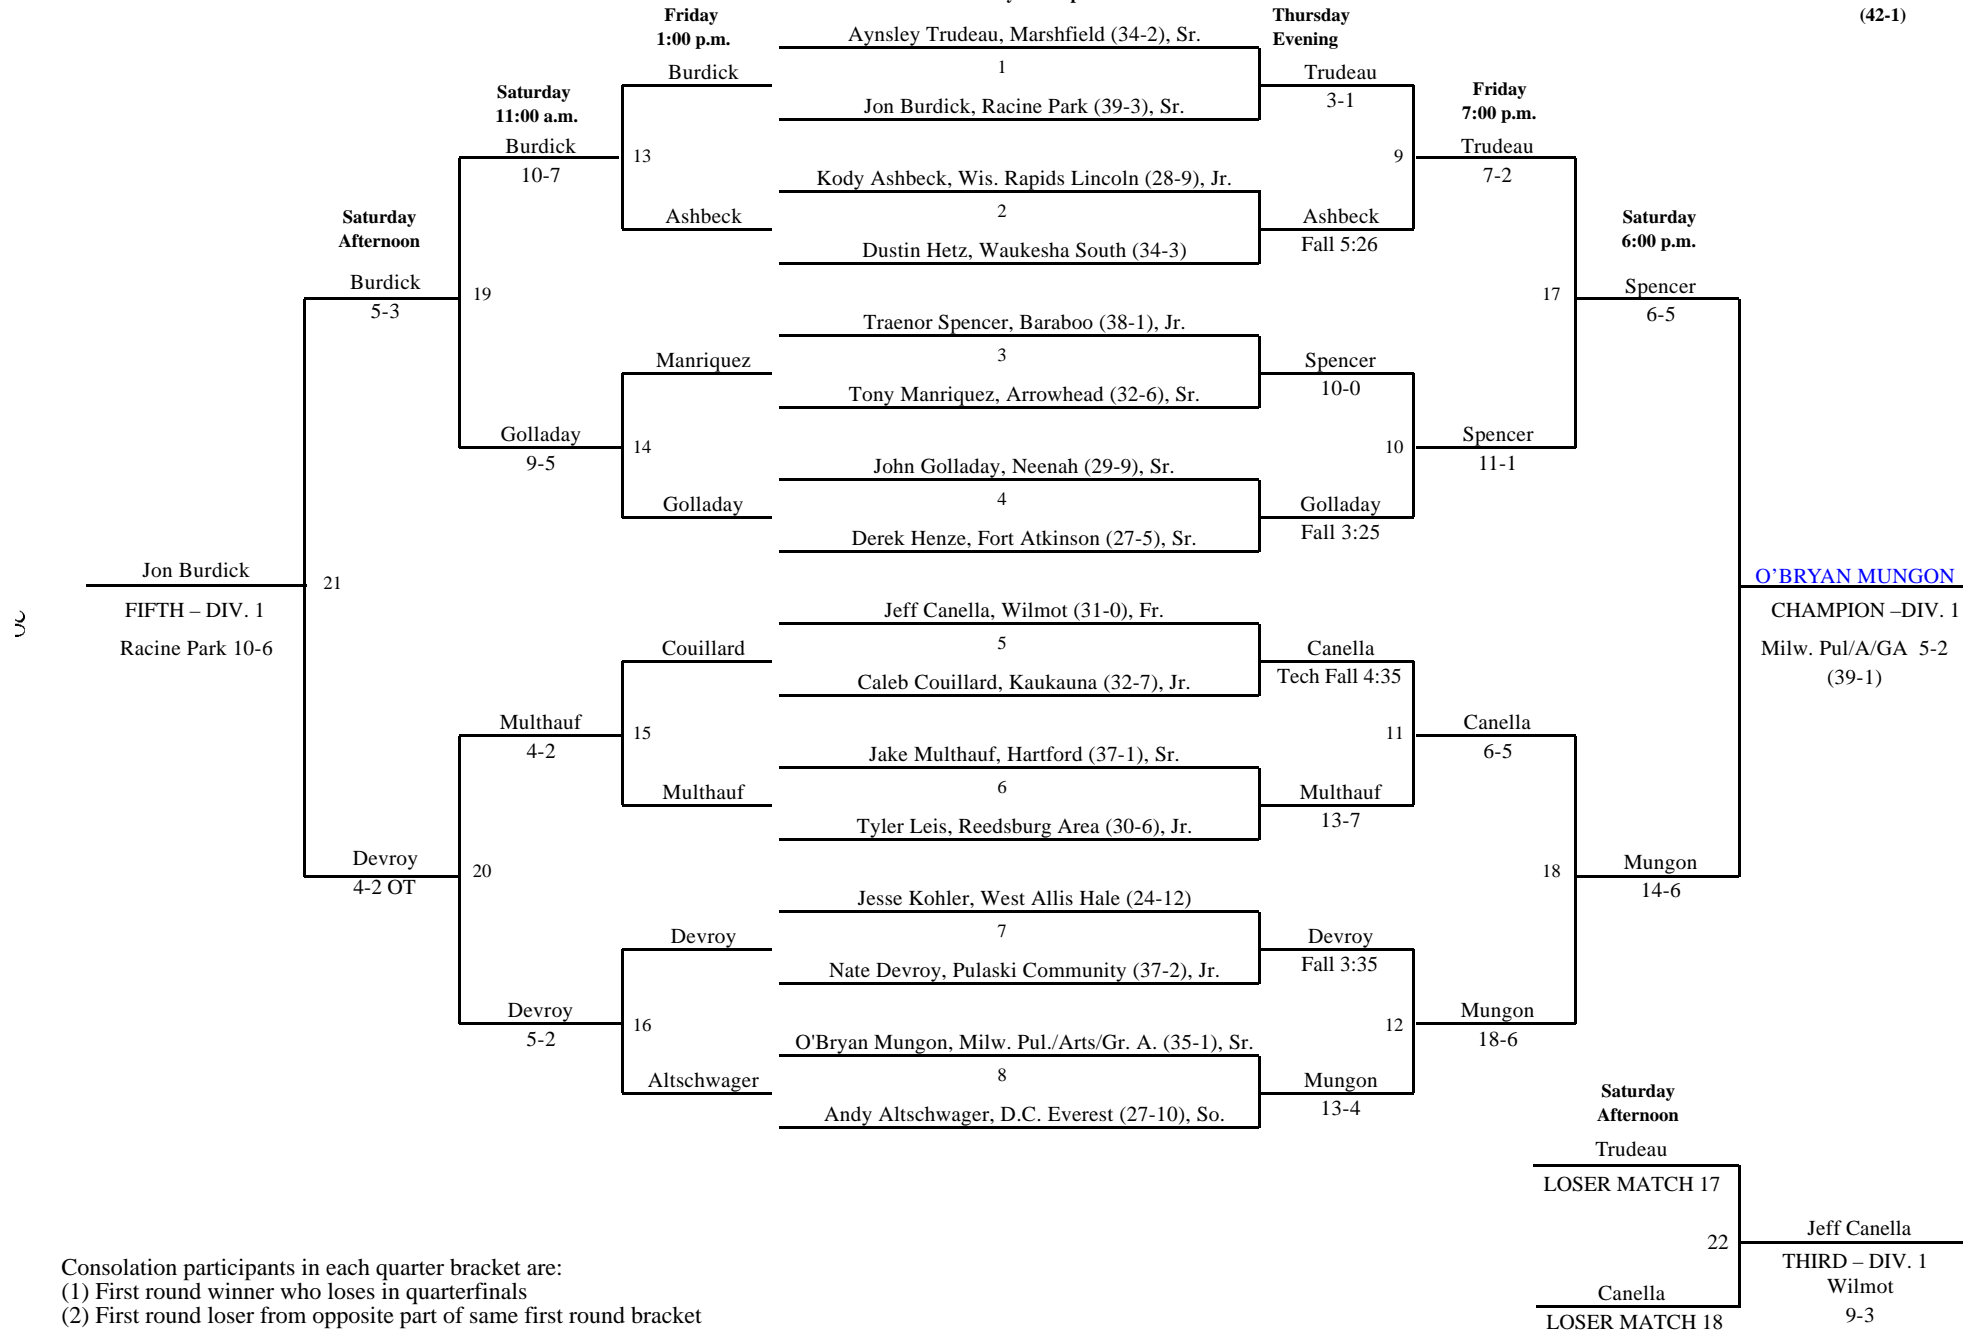 Friday
1:00 p.m.
Thursday
Evening
(42-1)
Aynsley Trudeau, Marshfield (34-2), Sr.
Burdick
1
Trudeau
3-1
Jon Burdick, Racine Park (39-3), Sr.
Saturday
11:00 a.m.
Friday
7:00 p.m.
Burdick
10-7
13
9
Trudeau
7-2
Kody Ashbeck, Wis. Rapids Lincoln (28-9), Jr.
Ashbeck
2
Ashbeck
Fall 5:26
Dustin Hetz, Waukesha South (34-3)
Saturday
Afternoon
Saturday
6:00 p.m.
Burdick
5-3
19
17
Spencer
6-5
Traenor Spencer, Baraboo (38-1), Jr.
Manriquez
3
Spencer
10-0
Tony Manriquez, Arrowhead (32-6), Sr.
Golladay
9-5
14
10
Spencer
11-1
John Golladay, Neenah (29-9), Sr.
Golladay
4
Golladay
Fall 3:25
Derek Henze, Fort Atkinson (27-5), Sr.
Jon Burdick
21
FIFTH – DIV. 1
Racine Park 10-6
O’BRYAN MUNGON
CHAMPION –DIV. 1
Milw. Pul/A/GA 5-2
(39-1)
Jeff Canella, Wilmot (31-0), Fr.
Couillard
5
Canella
Tech Fall 4:35
Caleb Couillard, Kaukauna (32-7), Jr.
Multhauf
4-2
15
11
Canella
6-5
Jake Multhauf, Hartford (37-1), Sr.
Multhauf
6
Multhauf
13-7
Tyler Leis, Reedsburg Area (30-6), Jr.
Devroy
4-2 OT
20
18
Mungon
14-6
Jesse Kohler, West Allis Hale (24-12)
Devroy
7
Devroy
Fall 3:35
Nate Devroy, Pulaski Community (37-2), Jr.
Devroy
5-2
16
12
Mungon
18-6
O'Bryan Mungon, Milw. Pul./Arts/Gr. A. (35-1), Sr.
Altschwager
8
Mungon
13-4
Andy Altschwager, D.C. Everest (27-10), So.
Saturday
Afternoon
Trudeau
LOSER MATCH 17
22
Jeff Canella
THIRD – DIV. 1
Wilmot
9-3
Canella
LOSER MATCH 18
Consolation participants in each quarter bracket are:
(1) First round winner who loses in quarterfinals
(2) First round loser from opposite part of same first round bracket